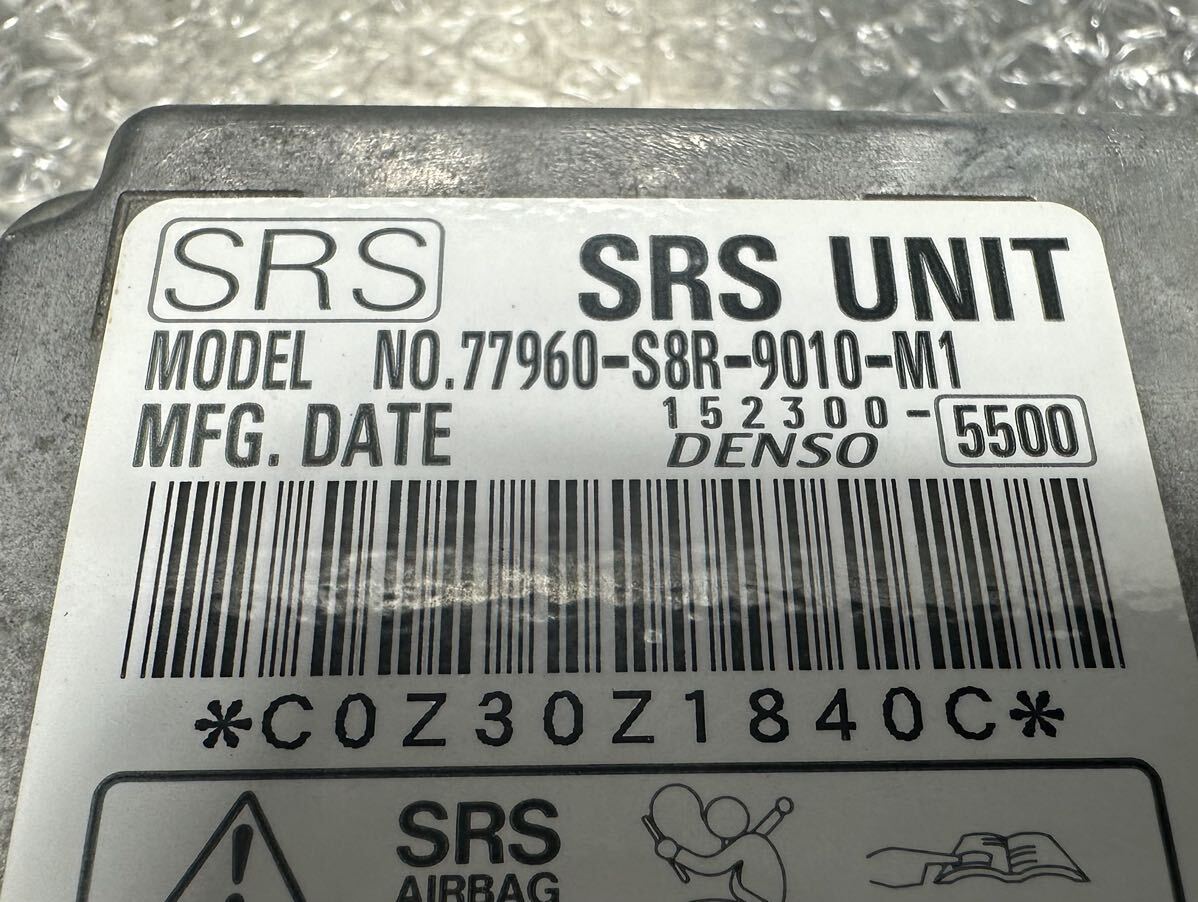 SRS SRS UNIT
MODEL NO.77960-S8R-9010-M1
MFG. DATE 152300-5500
DENSO
*C0Z30Z1840C*
SRS
AIRBAG